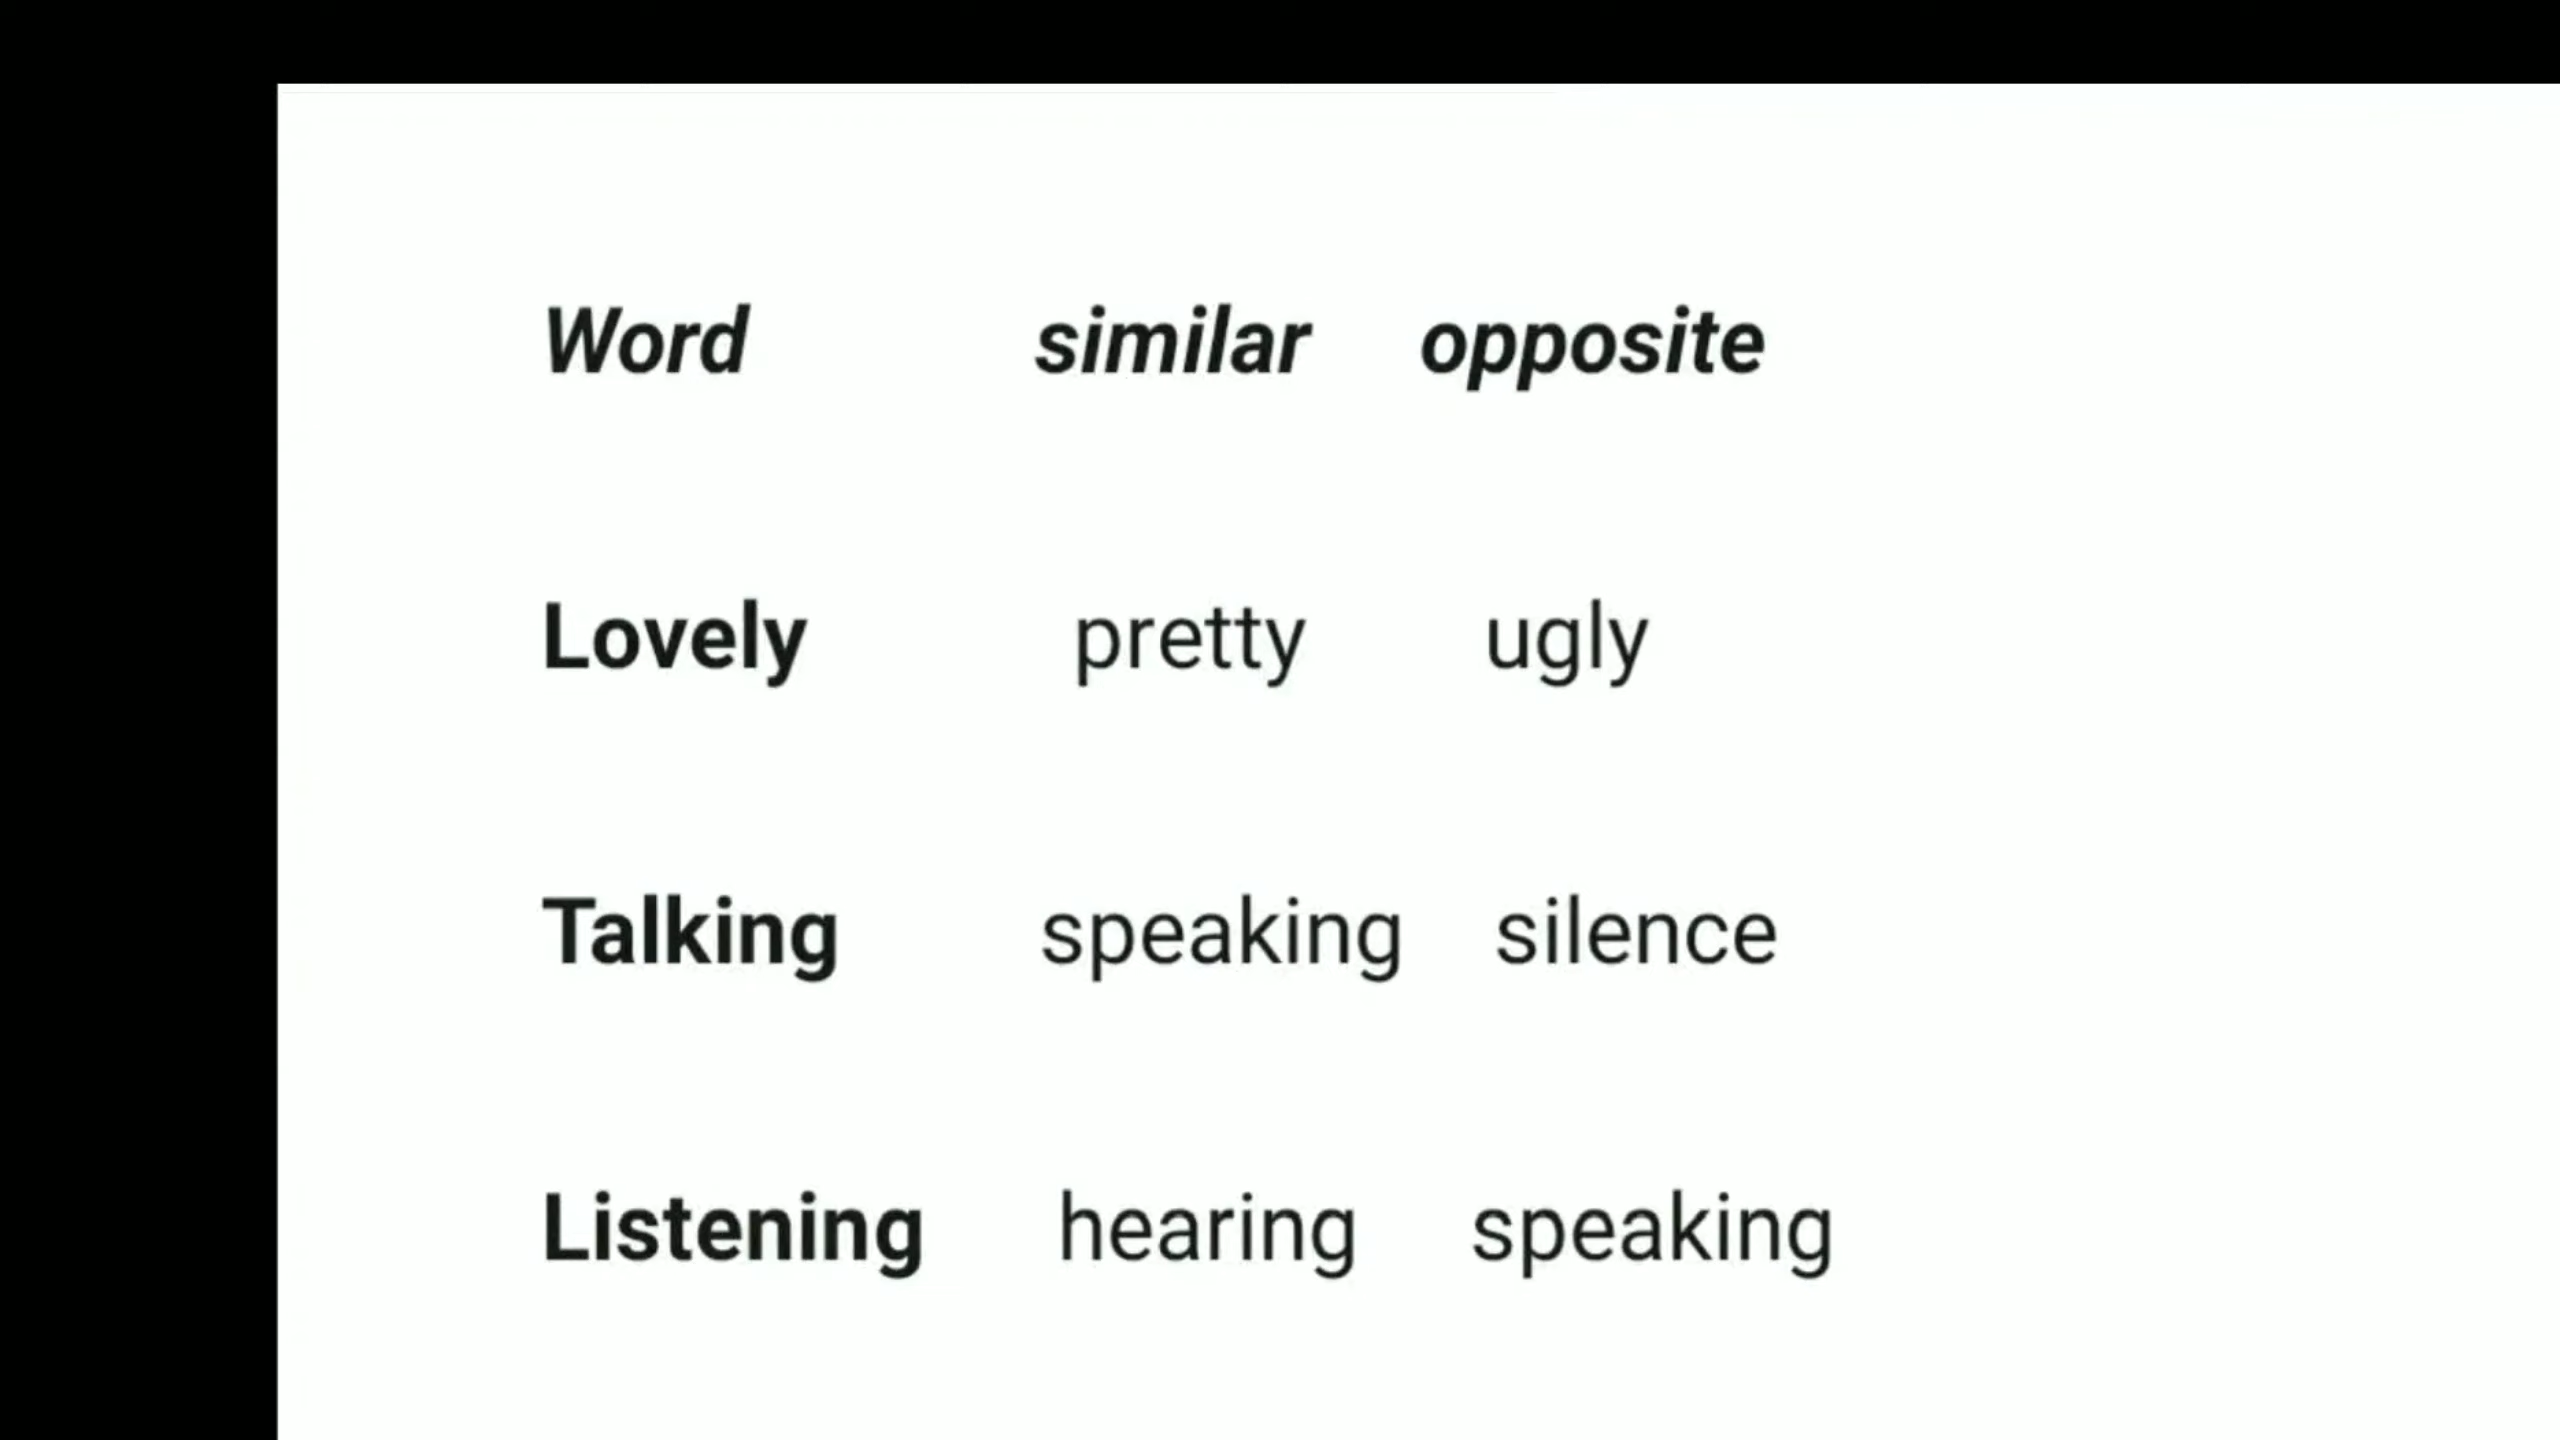 Word similar opposite
Lovely pretty ugly
Talking speaking silence
Listening hearing speaking